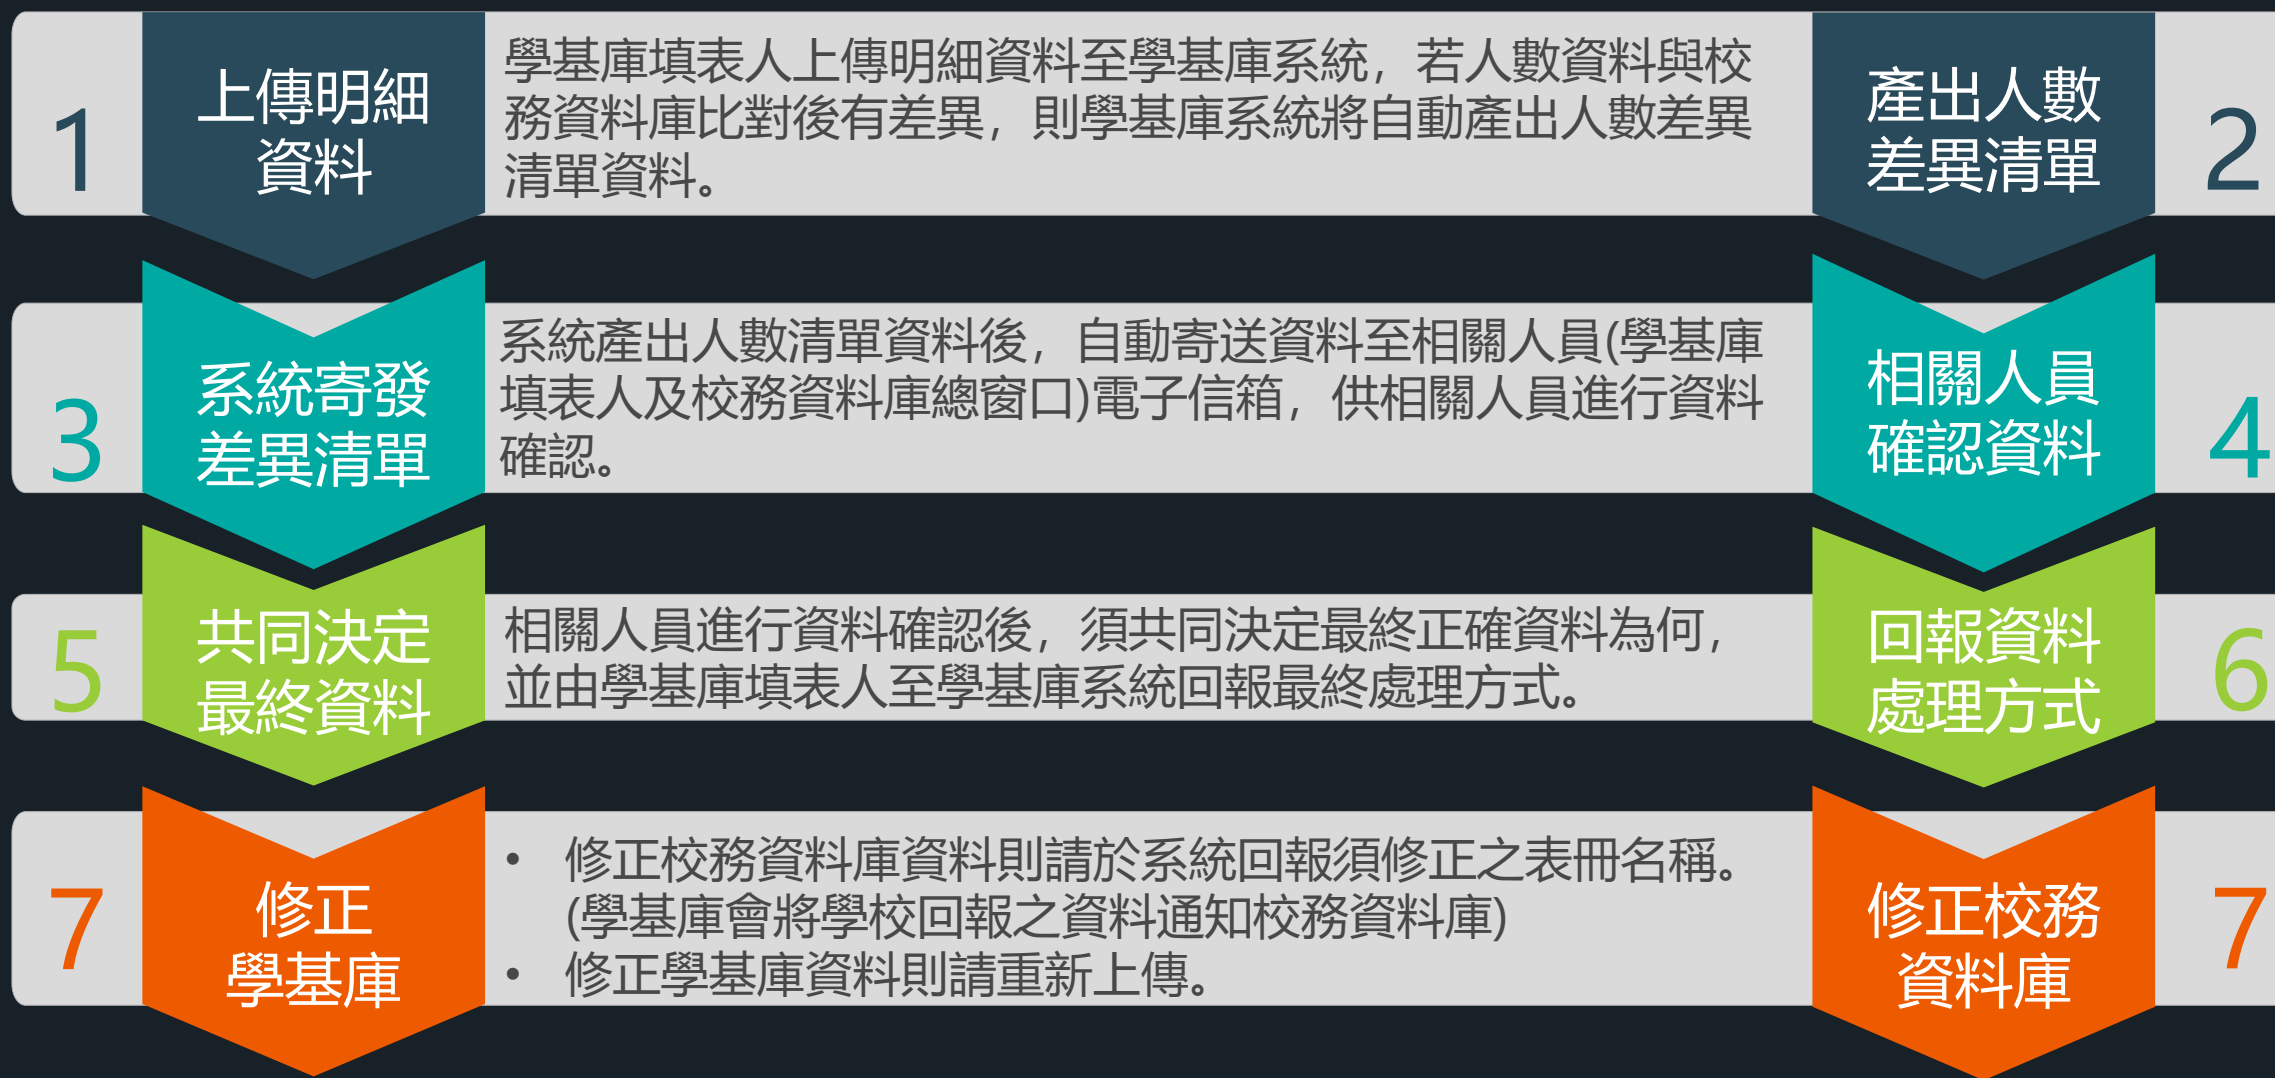 1
上傳明細
資料
學基庫填表人上傳明細資料至學基庫系統，若人數資料與校
務資料庫比對後有差異，則學基庫系統將自動產出人數差異
清單資料。
產出人數
差異清單
2
3
系統寄發
差異清單
系統產出人數清單資料後，自動寄送資料至相關人員(學基庫
填表人及校務資料庫總窗口)電子信箱，供相關人員進行資料
確認。
相關人員
確認資料
4
5
共同決定
最終資料
相關人員進行資料確認後，須共同決定最終正確資料為何，
並由學基庫填表人至學基庫系統回報最終處理方式。
回報資料
處理方式
6
7
修正
學基庫
• 修正校務資料庫資料則請於系統回報須修正之表冊名稱。
(學基庫會將學校回報之資料通知校務資料庫)
• 修正學基庫資料則請重新上傳。
修正校務
資料庫
7